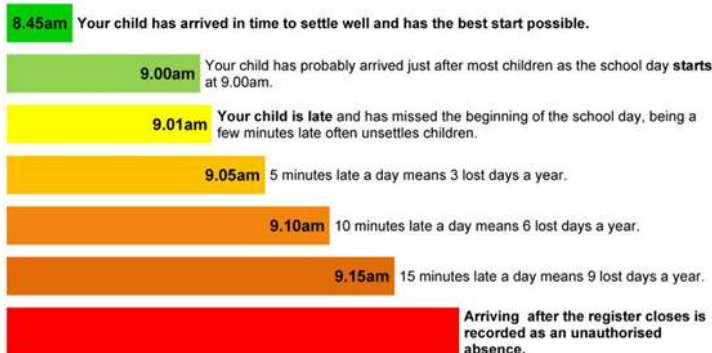 8.45am Your child has arrived in time to settle well and has the best start possible.
9.00am Your child has probably arrived just after most children as the school day starts
at 9.00am.
9.01am Your child is late and has missed the beginning of the school day, being a
few minutes late often unsettles children.
9.05am 5 minutes late a day means 3 lost days a year.
9.10am 10 minutes late a day means 6 lost days a year.
9.15am 15 minutes late a day means 9 lost days a year.
Arriving after the register closes is
recorded as an unauthorised
absence.